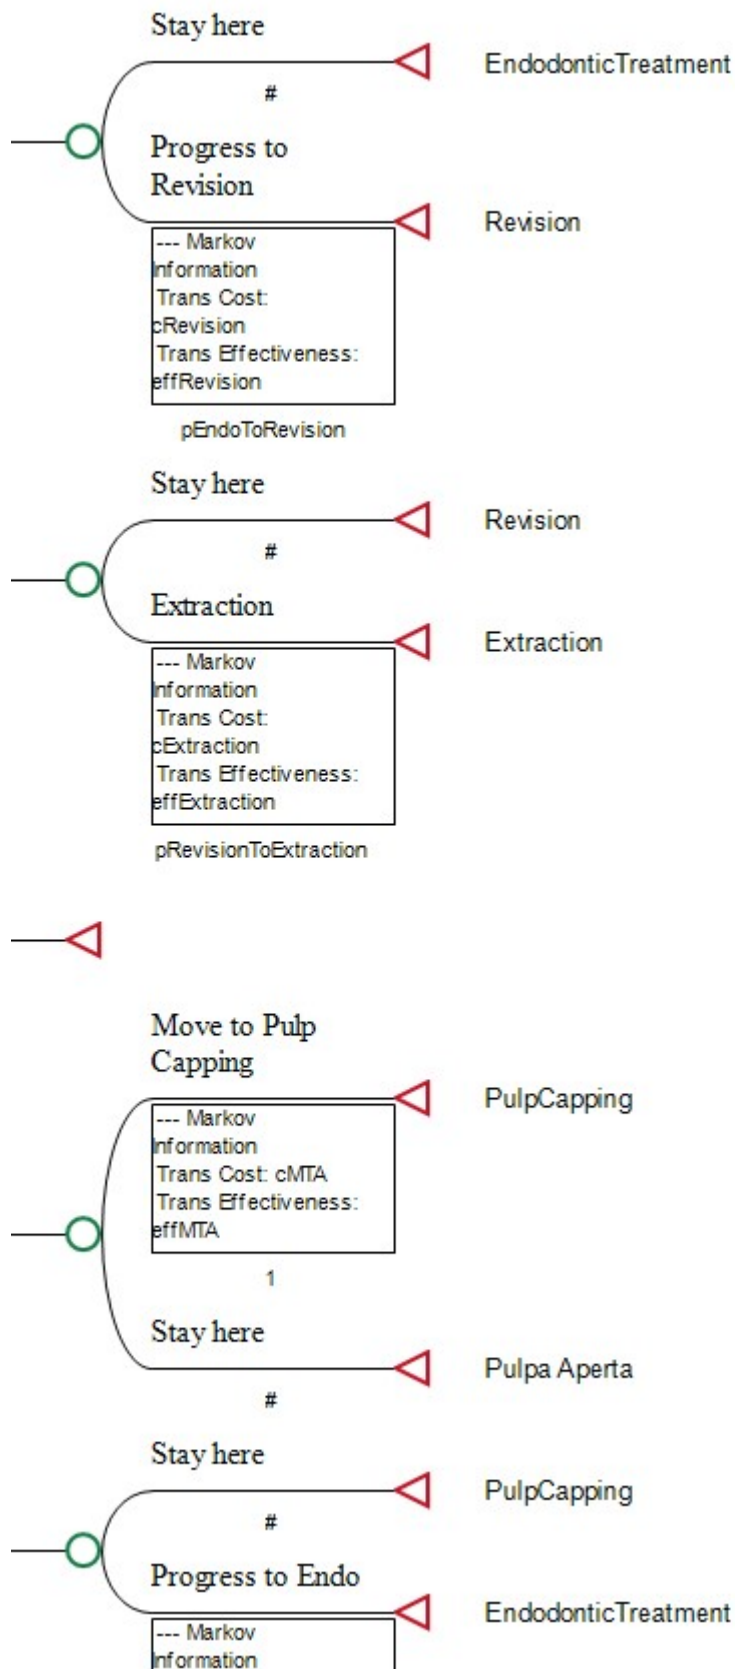 Stay here
EndodonticTreatment
#
Progress to
Revision
Revision
--- Markov
Information
Trans Cost:
cRevision
Trans Effectiveness:
effRevision
pEndoToRevision
Stay here
Revision
#
Extraction
Extraction
--- Markov
Information
Trans Cost:
cExtraction
Trans Effectiveness:
effExtraction
pRevisionToExtraction
Move to Pulp
Capping
PulpCapping
--- Markov
Information
Trans Cost: cMTA
Trans Effectiveness:
effMTA
1
Stay here
Pulpa Aperta
#
Stay here
PulpCapping
#
Progress to Endo
EndodonticTreatment
--- Markov
Information